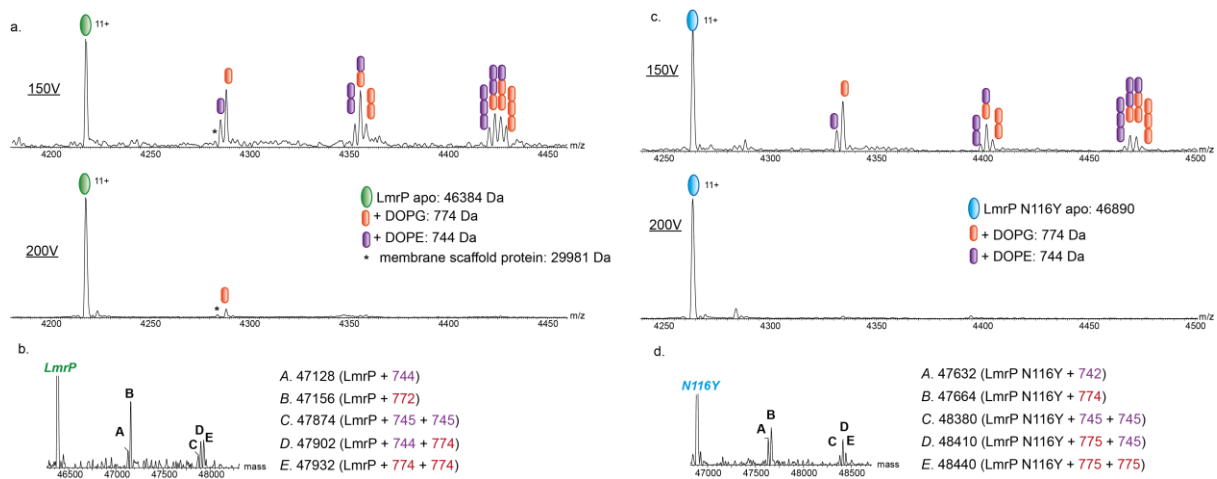 a.
11+
150V
*
4200 4250 4300 4350 4400 4450 m/z
11+
LmrP apo: 46384 Da
+ DOPG: 774 Da
+ DOPE: 744 Da
* membrane scaffold protein: 29981 Da
200V
*
4200 4250 4300 4350 4400 4450 m/z
b.
LmrP
A B C D E
46500 47000 47500 48000 mass
A. 47128 (LmrP + 744)
B. 47156 (LmrP + 772)
C. 47874 (LmrP + 745 + 745)
D. 47902 (LmrP + 744 + 774)
E. 47932 (LmrP + 774 + 774)
c.
11+
150V
4250 4300 4350 4400 4450 4500 m/z
11+
LmrP N116Y apo: 46890
+ DOPG: 774 Da
+ DOPE: 744 Da
200V
4250 4300 4350 4400 4450 4500 m/z
d.
N116Y
A B C D E
47000 47500 48000 48500 mass
A. 47632 (LmrP N116Y + 742)
B. 47664 (LmrP N116Y + 774)
C. 48380 (LmrP N116Y + 745 + 745)
D. 48410 (LmrP N116Y + 775 + 745)
E. 48440 (LmrP N116Y + 775 + 775)